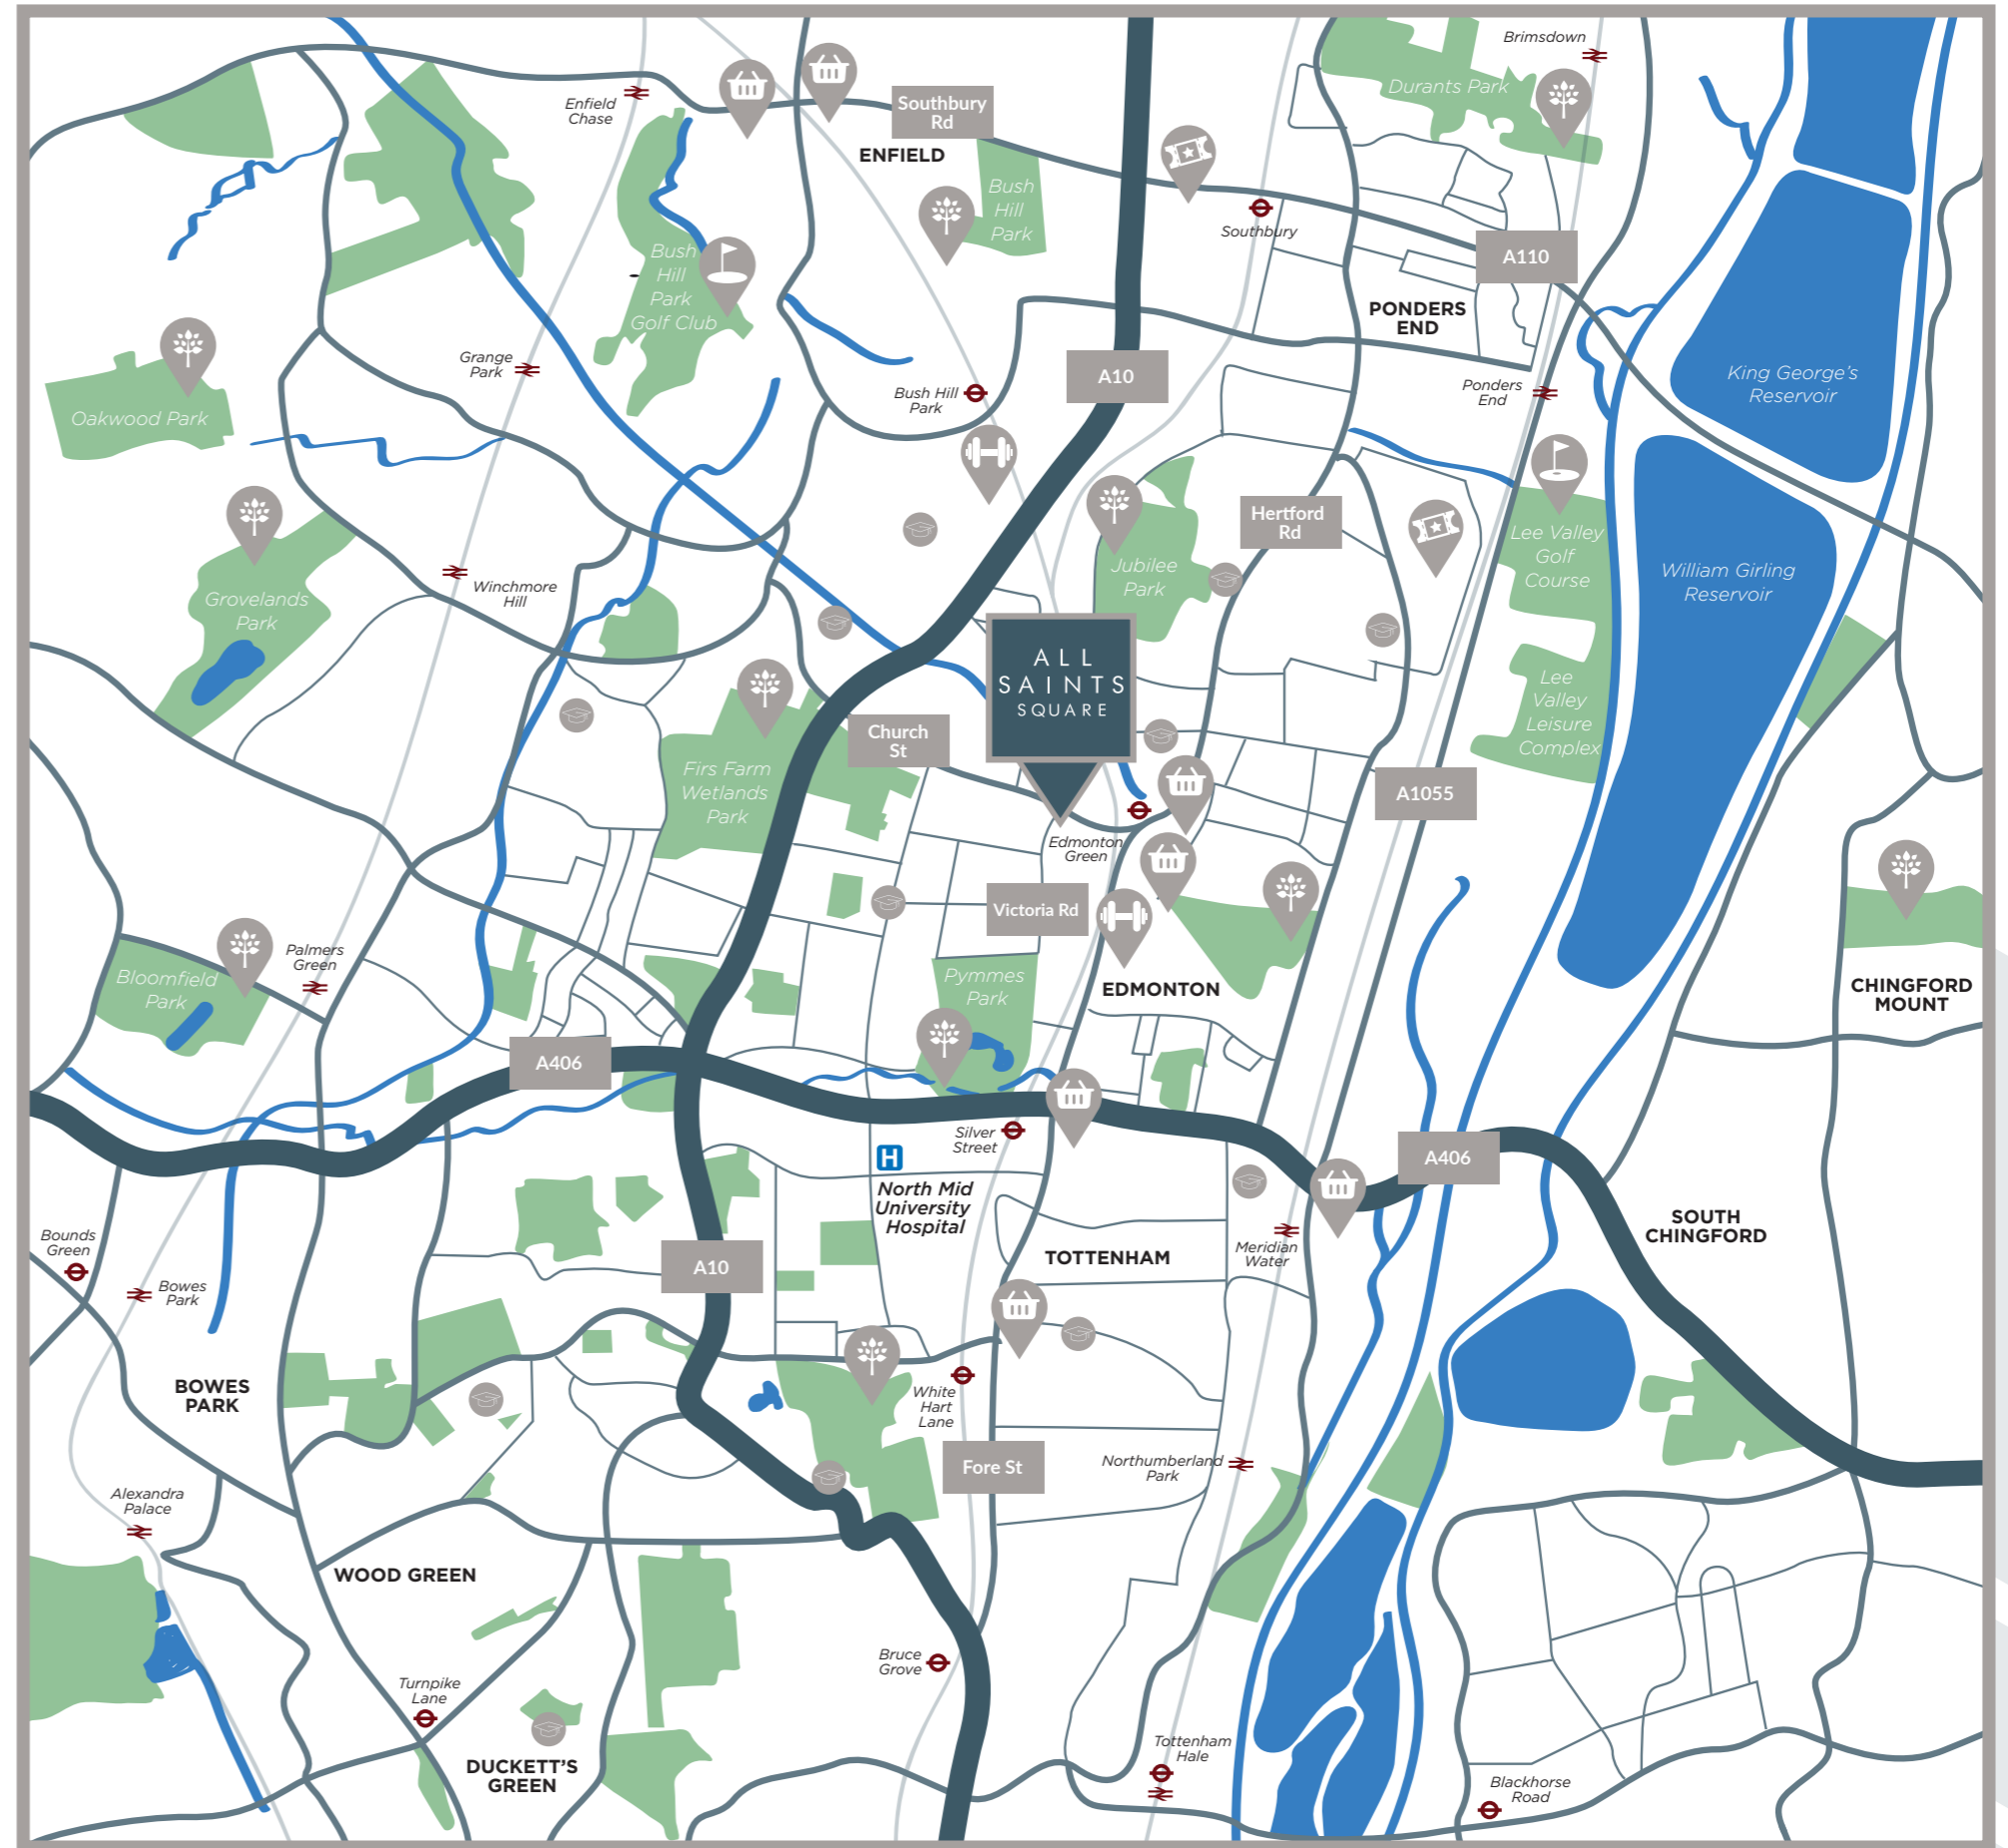 Brimsdown
Durants Park
Enfield
Chase
Southbury
Rd
ENFIELD
Bush
Hill
Park
Southbury
A110
Bush
Hill
Park
Golf Club
PONDERS
END
Grange
Park
Bush Hill
Park
A10
Ponders
End
King George's
Reservoir
Oakwood Park
Hertford
Rd
Lee Valley
Golf
Course
Jubilee
Park
William Girling
Reservoir
Winchmore
Hill
Grovelands
Park
ALL
SAINTS
SQUARE
Lee
Valley
Leisure
Complex
Church
St
Firs Farm
Wetlands
Park
A1055
Edmonton
Green
Victoria Rd
Palmers
Green
Bloomfield
Park
Pymmes
Park
EDMONTON
CHINGFORD
MOUNT
A406
Silver
Street
H
North Mid
University
Hospital
A406
SOUTH
CHINGFORD
Bounds
Green
Bowes
Park
A10
TOTTENHAM
Meridian
Water
BOWES
PARK
White
Hart
Lane
Fore St
Northumberland
Park
Alexandra
Palace
WOOD GREEN
Bruce
Grove
Turnpike
Lane
DUCKETT'S
GREEN
Tottenham
Hale
Blackhorse
Road